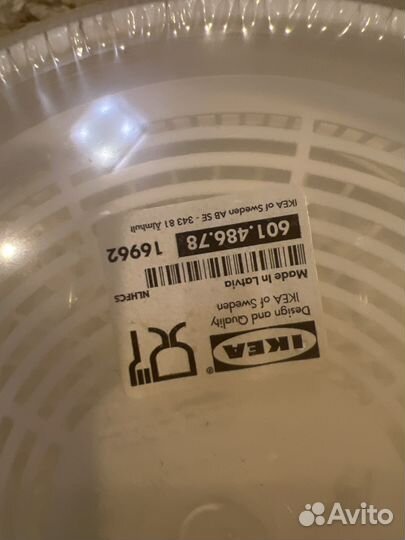 IKEA®
Design and Quality
IKEA of Sweden
Made in Latvia
NLHFCS
601.486.78 16962
IKEA of Sweden AB SE - 343 81 Älmhult
Avito